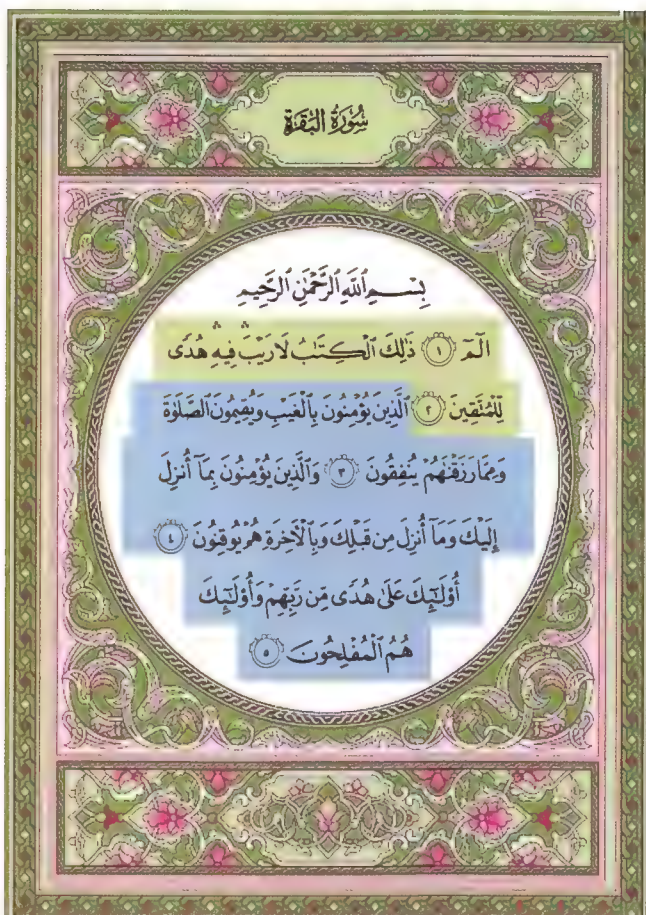 سُورَةُ الْبَقَرَةِ
بِسْمِ ٱللَّهِ ٱلرَّحْمَٰنِ ٱلرَّحِيمِ
الٓمٓ ١ ذَٰلِكَ ٱلْكِتَٰبُ لَا رَيْبَ ۛ فِيهِ ۛ هُدًى
لِّلْمُتَّقِينَ ٢ ٱلَّذِينَ يُؤْمِنُونَ بِٱلْغَيْبِ وَيُقِيمُونَ ٱلصَّلَوٰةَ
وَمِمَّا رَزَقْنَٰهُمْ يُنفِقُونَ ٣ وَٱلَّذِينَ يُؤْمِنُونَ بِمَآ أُنزِلَ
إِلَيْكَ وَمَآ أُنزِلَ مِن قَبْلِكَ وَبِٱلْءَاخِرَةِ هُمْ يُوقِنُونَ ٤
أُو۟لَٰٓئِكَ عَلَىٰ هُدًى مِّن رَّبِّهِمْ وَأُو۟لَٰٓئِكَ
هُمُ ٱلْمُفْلِحُونَ ٥